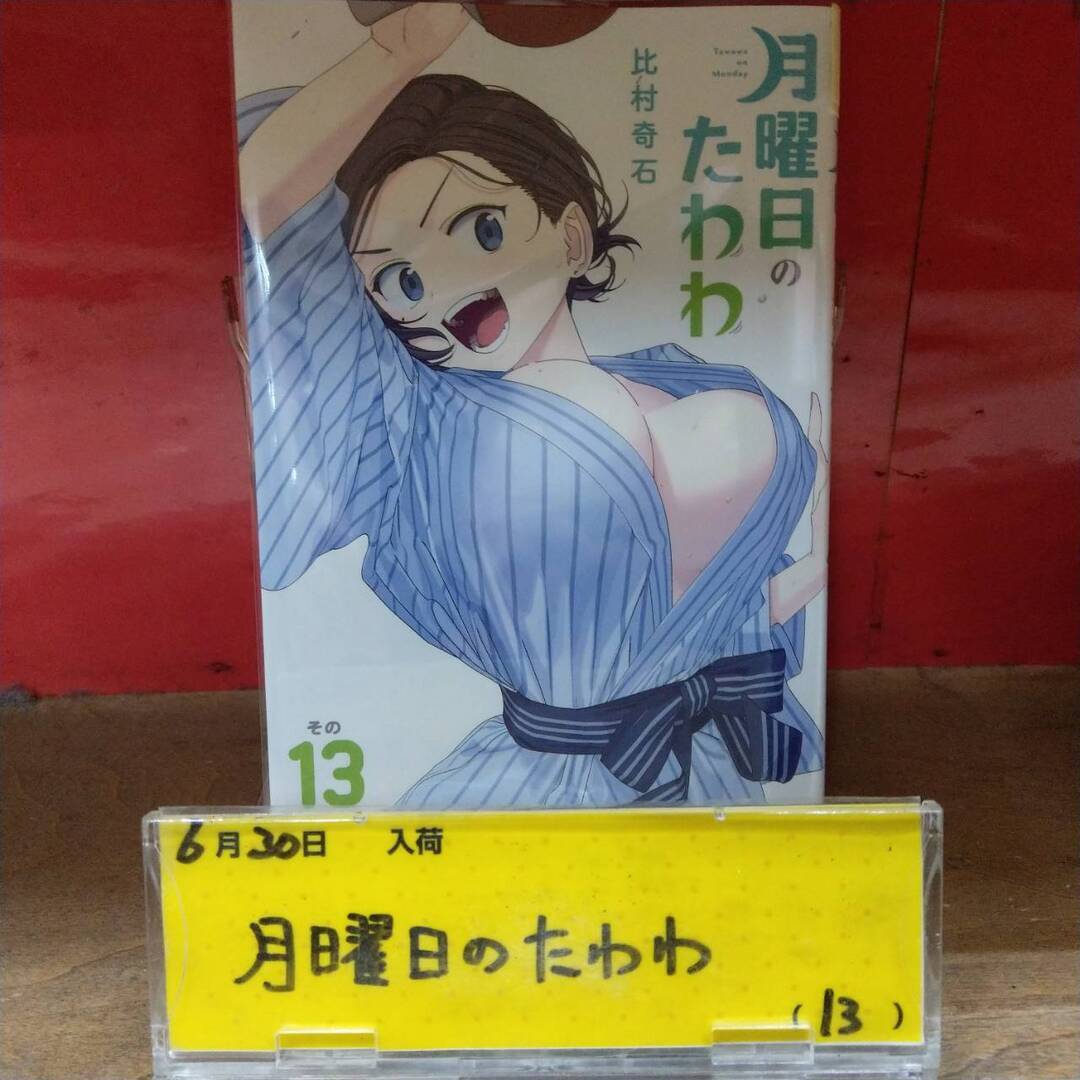 月曜日の
たわわ
Tawawa
on
Monday
比村奇石
その
13
6月30日 入荷
月曜日のたわわ
(13)